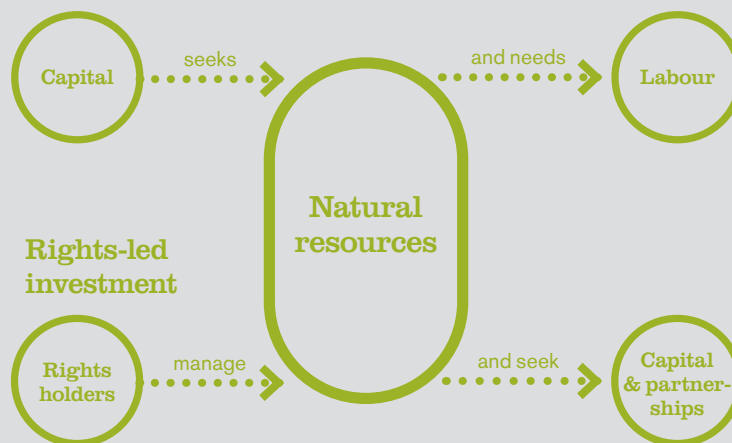 Capital
seeks
and needs
Labour
Natural
resources
Rights-led
investment
Rights
holders
manage
and seek
Capital
& partner-
ships